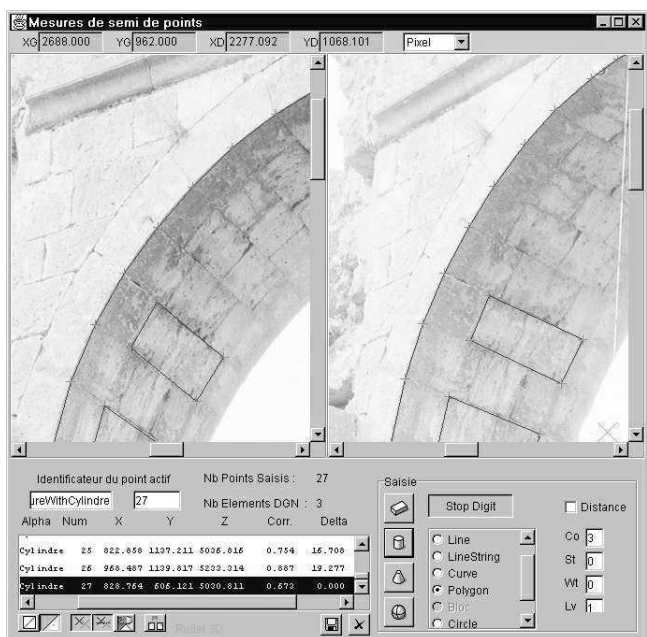 Mesures de semi de points
XG 2688.000 YG 962.000 XD 2277.092 YD 1068.101 Pixel
Identificateur du point actif
Nb Points Saisis : 27
ureWithCylindre 27
Nb Elements DGN : 3
Alpha Num X Y Z Corr. Delta
Cylindre 25 822.858 1137.211 5036.816 0.754 16.708
Cylindre 26 968.487 1139.817 5233.314 0.887 19.277
Cylindre 27 828.764 606.121 5030.811 0.673 0.000
Relief 3D
Saisie
Stop Digit
Distance
Line
LineString
Curve
Polygon
Bloc
Circle
Co 3
St 0
Wt 0
Lv 1